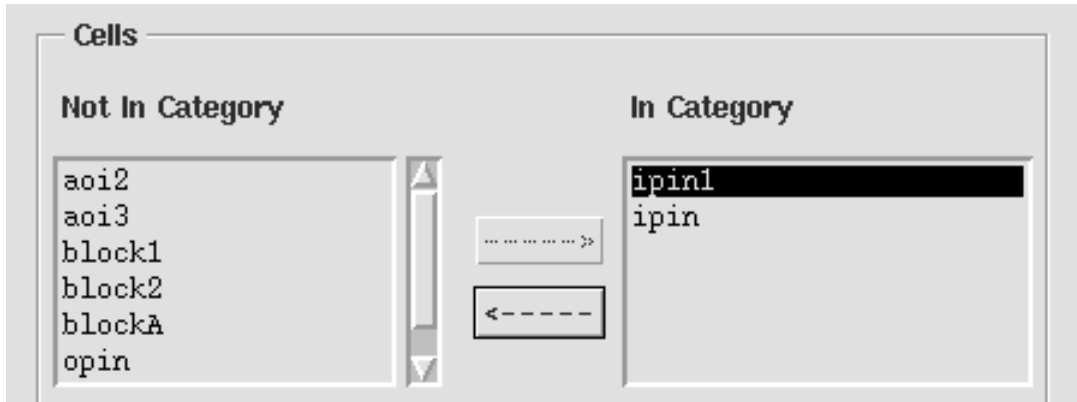 Cells
Not In Category
In Category
aoi2
aoi3
block1
block2
blockA
opin
------>
<-----
ipin1
ipin